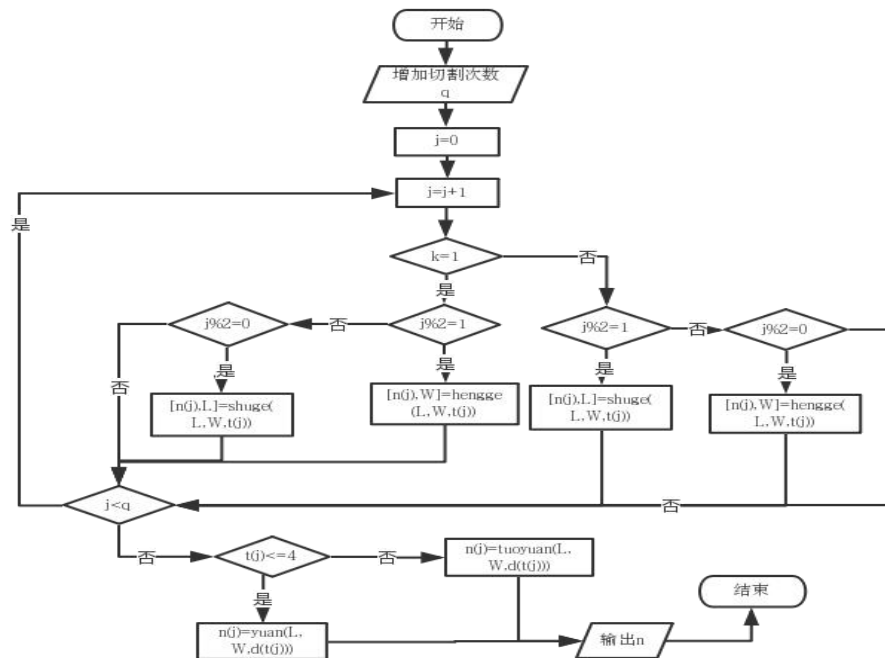 开始
增加切割次数
q
j=0
j=j+1
是
k=1
否
是
j%2=0
否
j%2=1
j%2=1
否
j%2=0
否
是
是
是
是
[n(j),L]=shuge(
L,W,t(j))
[n(j),W]=hengge
(L,W,t(j))
[n(j),L]=shuge(
L,W,t(j))
[n(j),W]=hengge(
L,W,t(j))
j<q
否
否
t(j)<=4
否
n(j)=tuoyuan(L,
W,d(t(j)))
是
n(j)=yuan(L,
W,d(t(j)))
输出n
结束